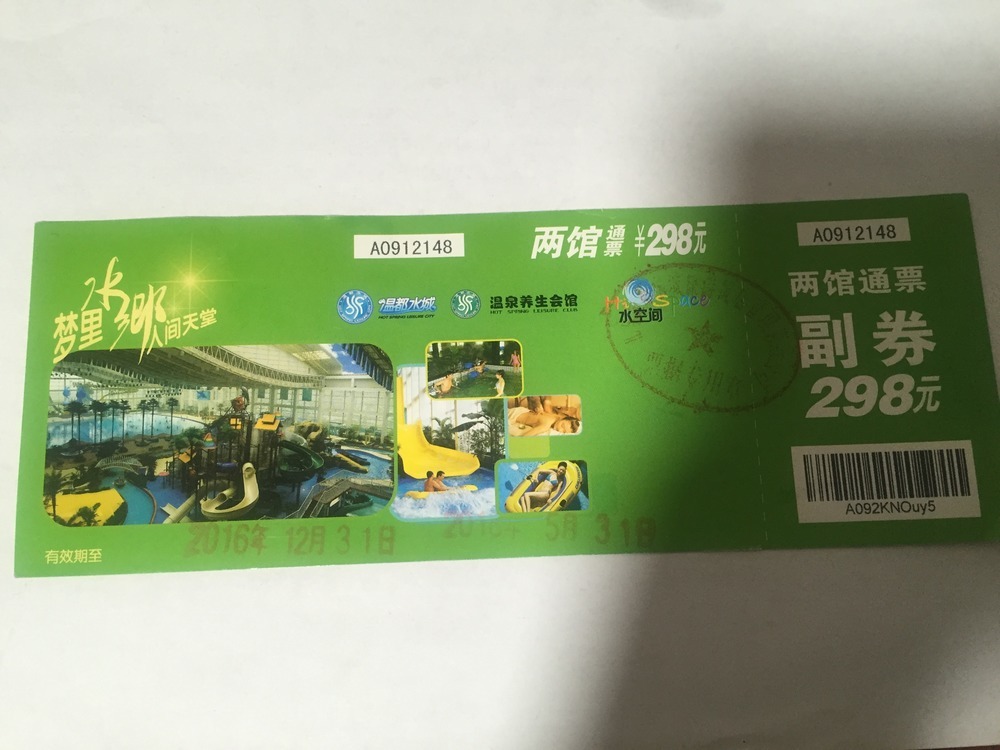 A0912148
两馆通票 ¥298元
梦里水乡人间天堂
温都水城
HOT SPRING LEISURE CITY
温泉养生会馆
HOT SPRING LEISURE CLUB
H2O Space
水空间
2016年 12月 31日
5月 31日
有效期至
A0912148
两馆通票
副券
298元
A092KNOuy5